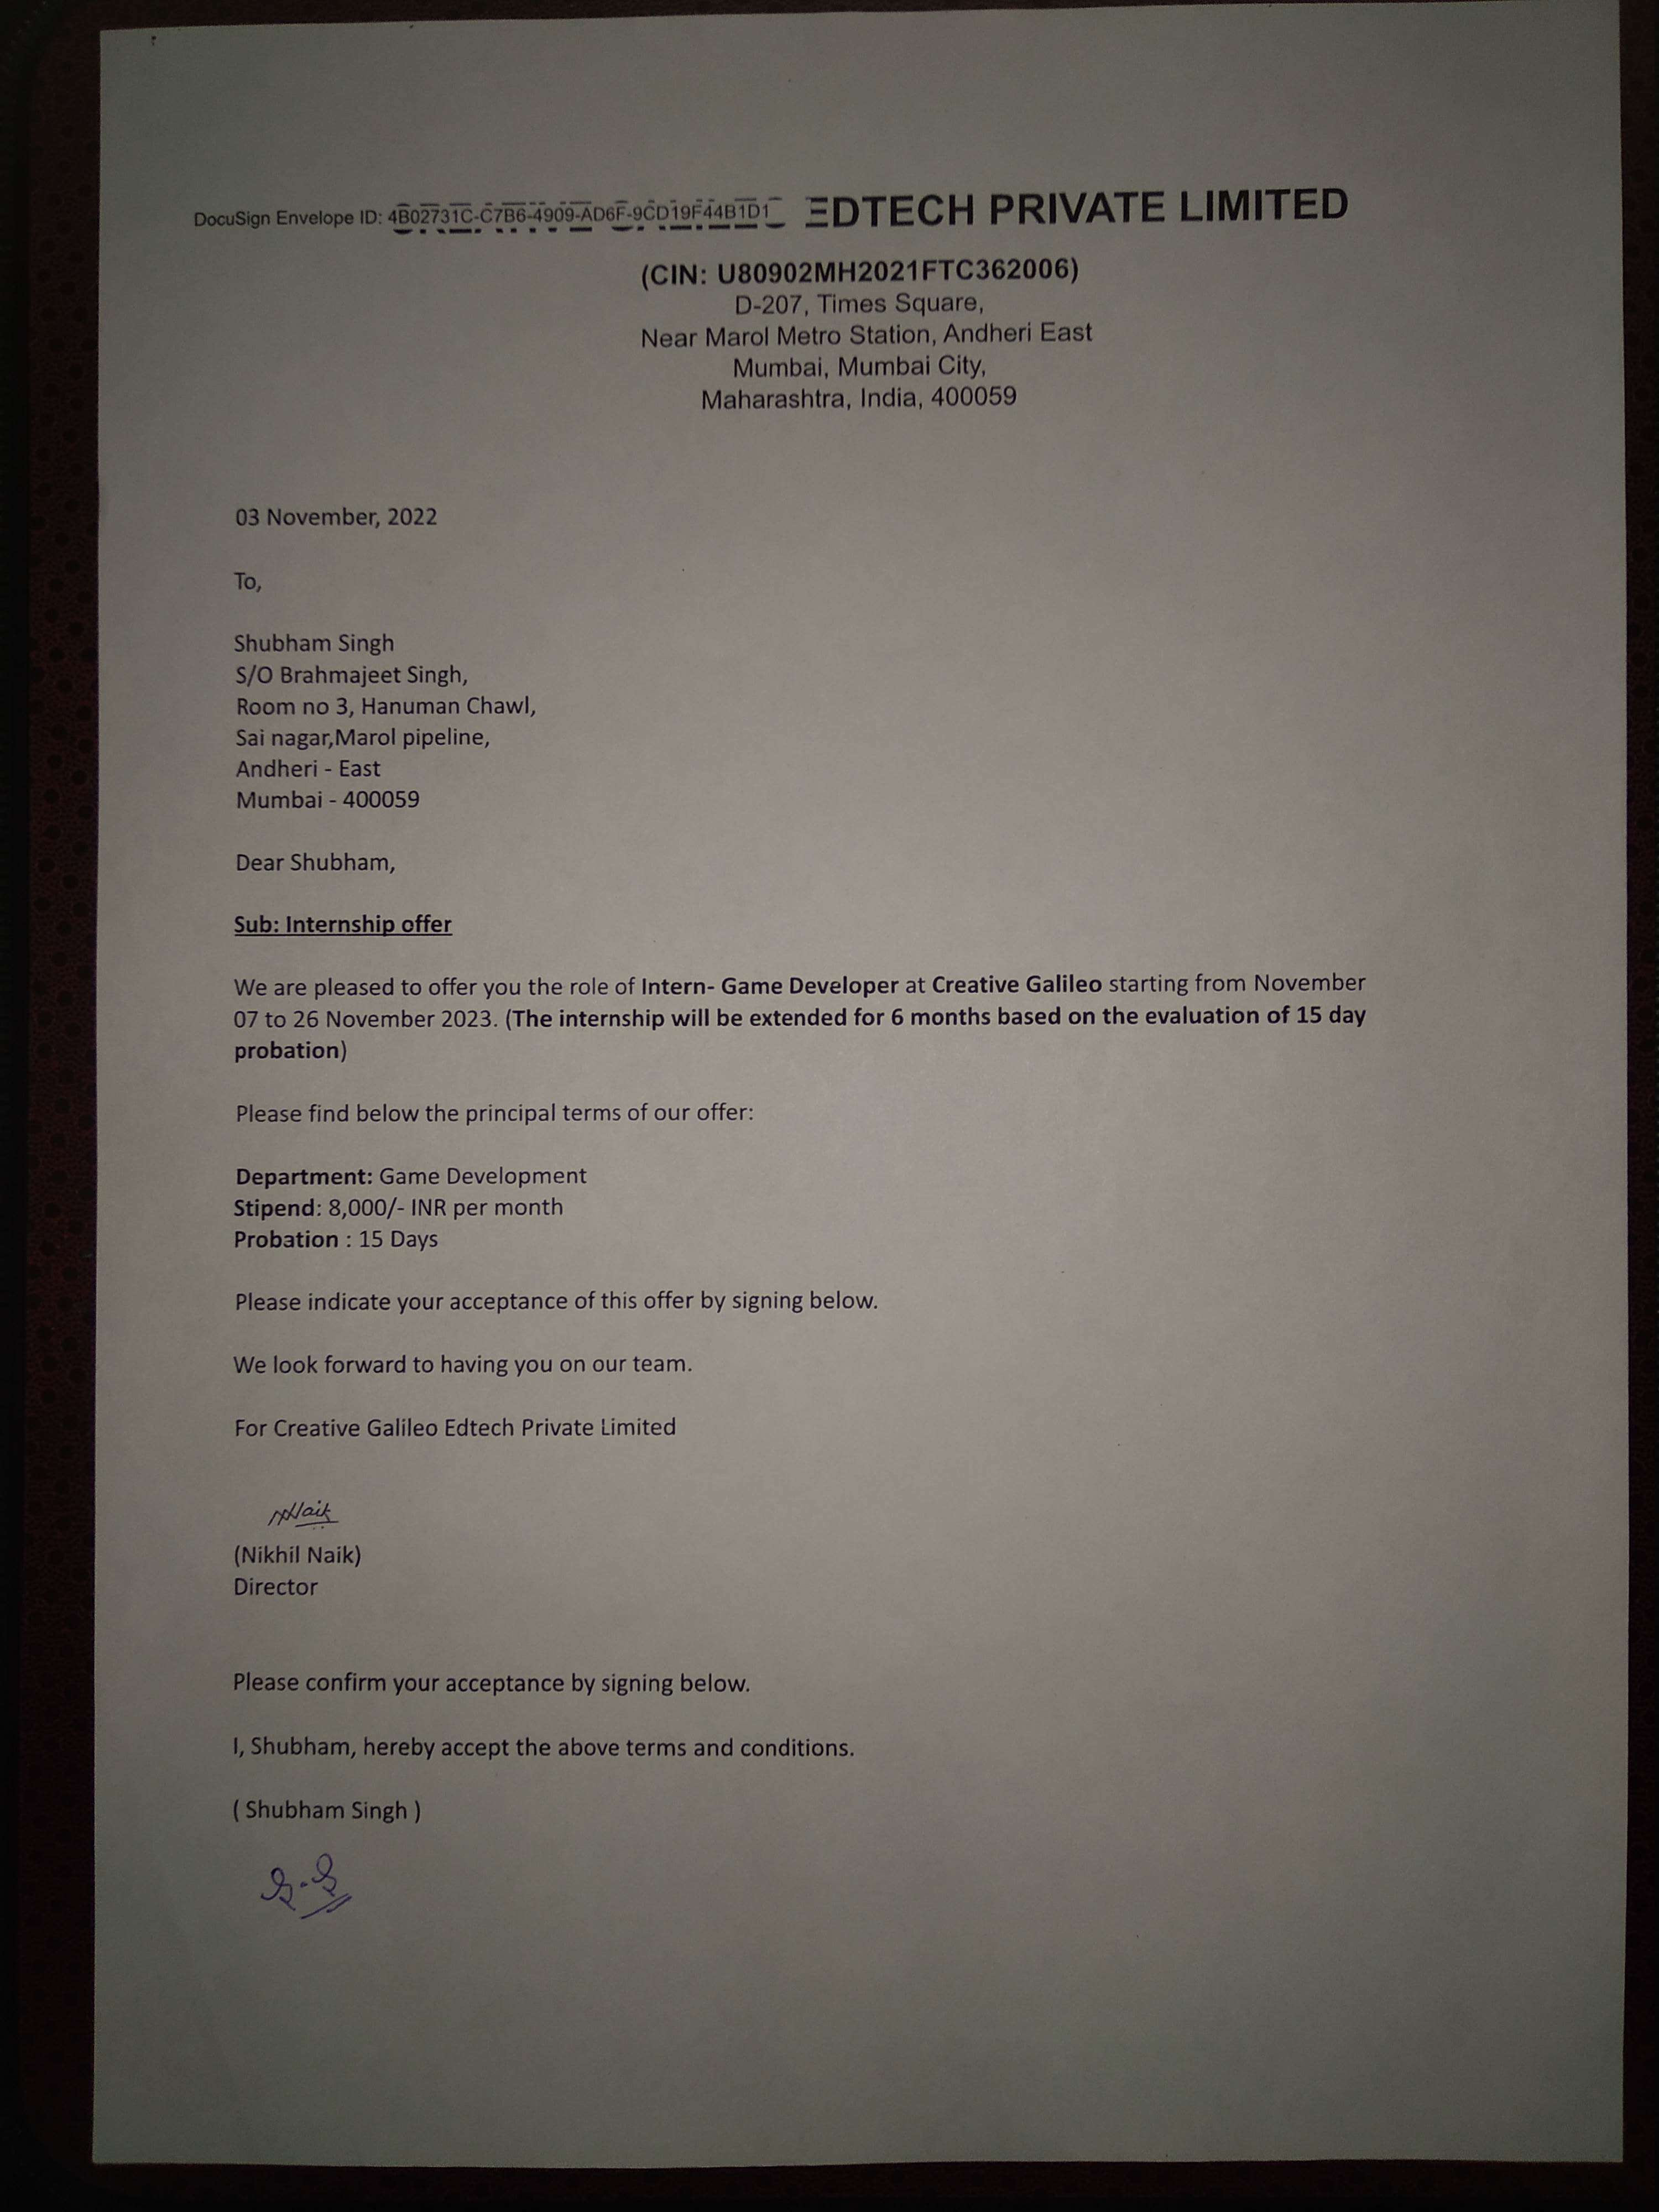 DocuSign Envelope ID: 4B02731C-C7B6-4909-AD6F-9CD19F44B1D1 EDTECH PRIVATE LIMITED
(CIN: U80902MH2021FTC362006)
D-207, Times Square,
Near Marol Metro Station, Andheri East
Mumbai, Mumbai City,
Maharashtra, India, 400059
03 November, 2022
To,
Shubham Singh
S/O Brahmajeet Singh,
Room no 3, Hanuman Chawl,
Sai nagar,Marol pipeline,
Andheri - East
Mumbai - 400059
Dear Shubham,
Sub: Internship offer
We are pleased to offer you the role of Intern- Game Developer at Creative Galileo starting from November
07 to 26 November 2023. (The internship will be extended for 6 months based on the evaluation of 15 day
probation)
Please find below the principal terms of our offer:
Department: Game Development
Stipend: 8,000/- INR per month
Probation : 15 Days
Please indicate your acceptance of this offer by signing below.
We look forward to having you on our team.
For Creative Galileo Edtech Private Limited
NNaik
(Nikhil Naik)
Director
Please confirm your acceptance by signing below.
I, Shubham, hereby accept the above terms and conditions.
( Shubham Singh )